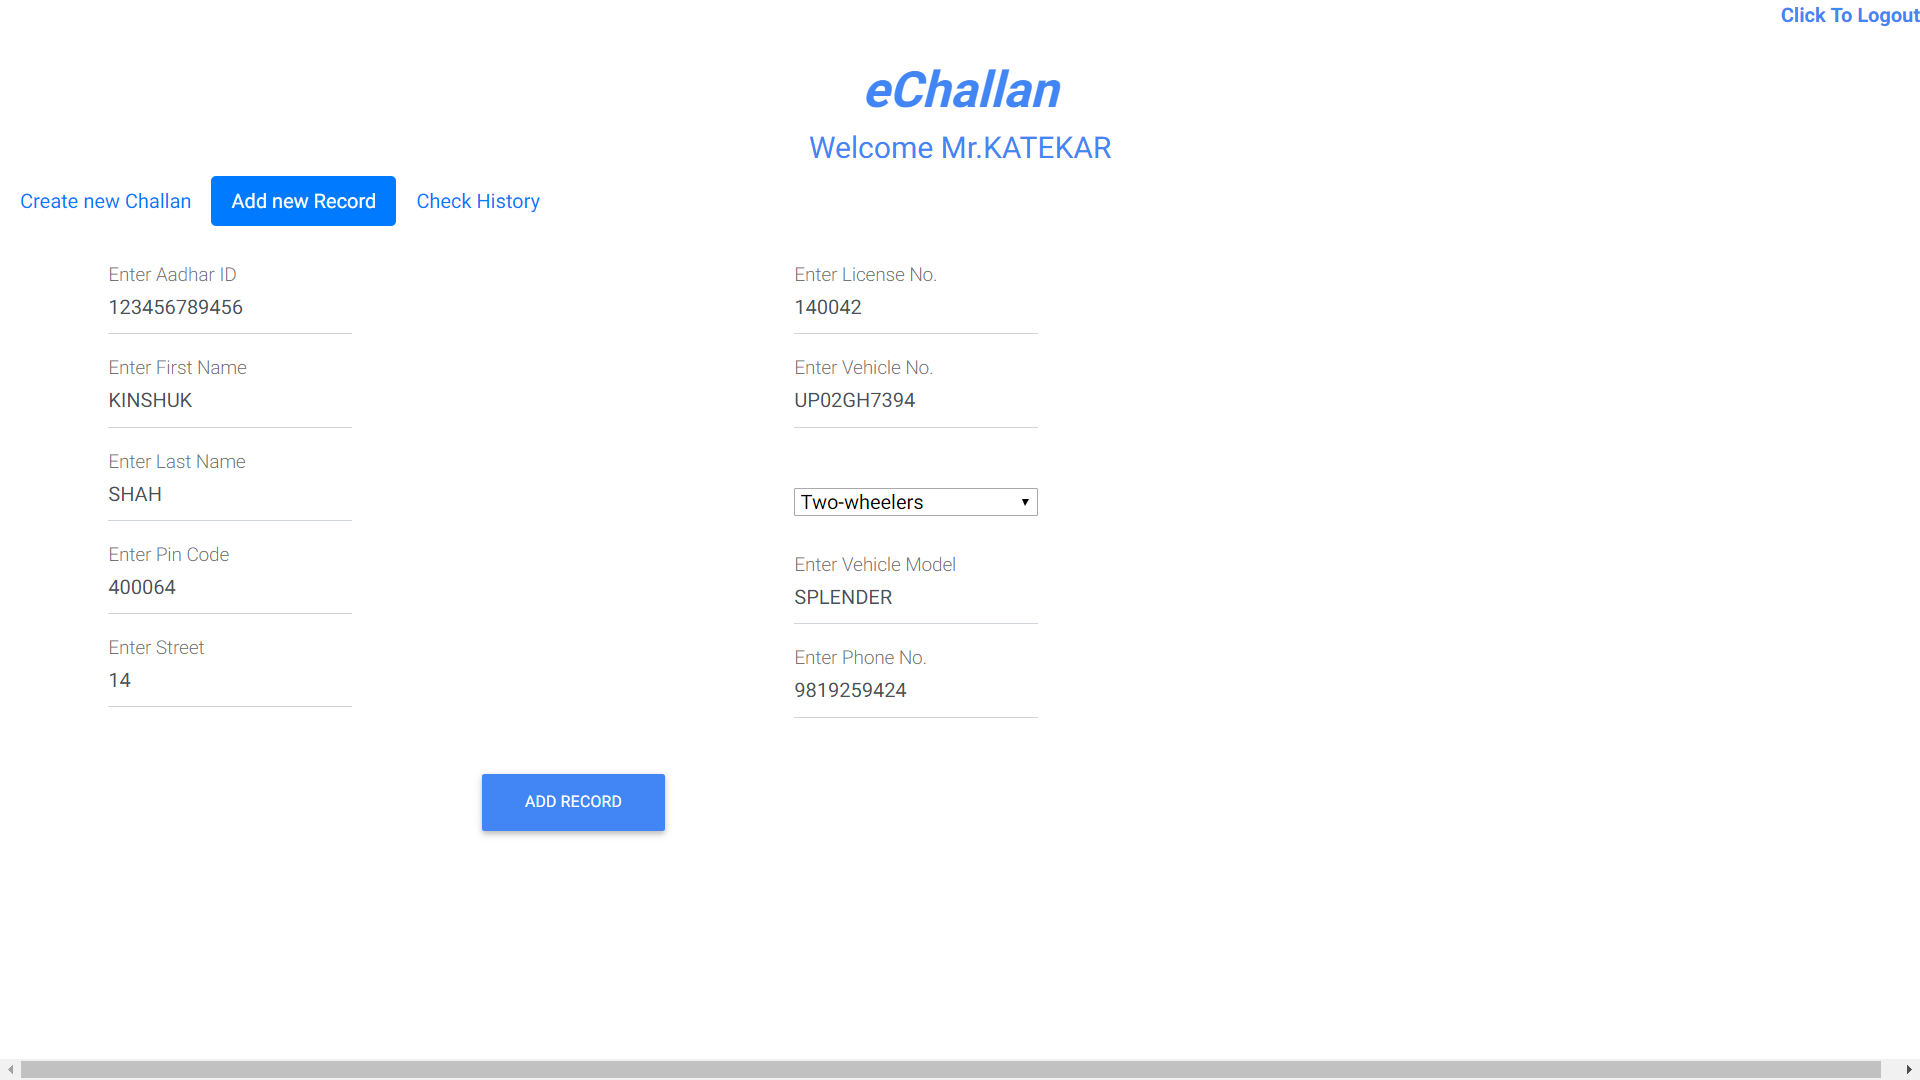 Click To Logout
eChallan
Welcome Mr.KATEKAR
Create new Challan
Add new Record
Check History
Enter Aadhar ID
123456789456
Enter First Name
KINSHUK
Enter Last Name
SHAH
Enter Pin Code
400064
Enter Street
14
Enter License No.
140042
Enter Vehicle No.
UP02GH7394
Two-wheelers
Enter Vehicle Model
SPLENDER
Enter Phone No.
9819259424
ADD RECORD